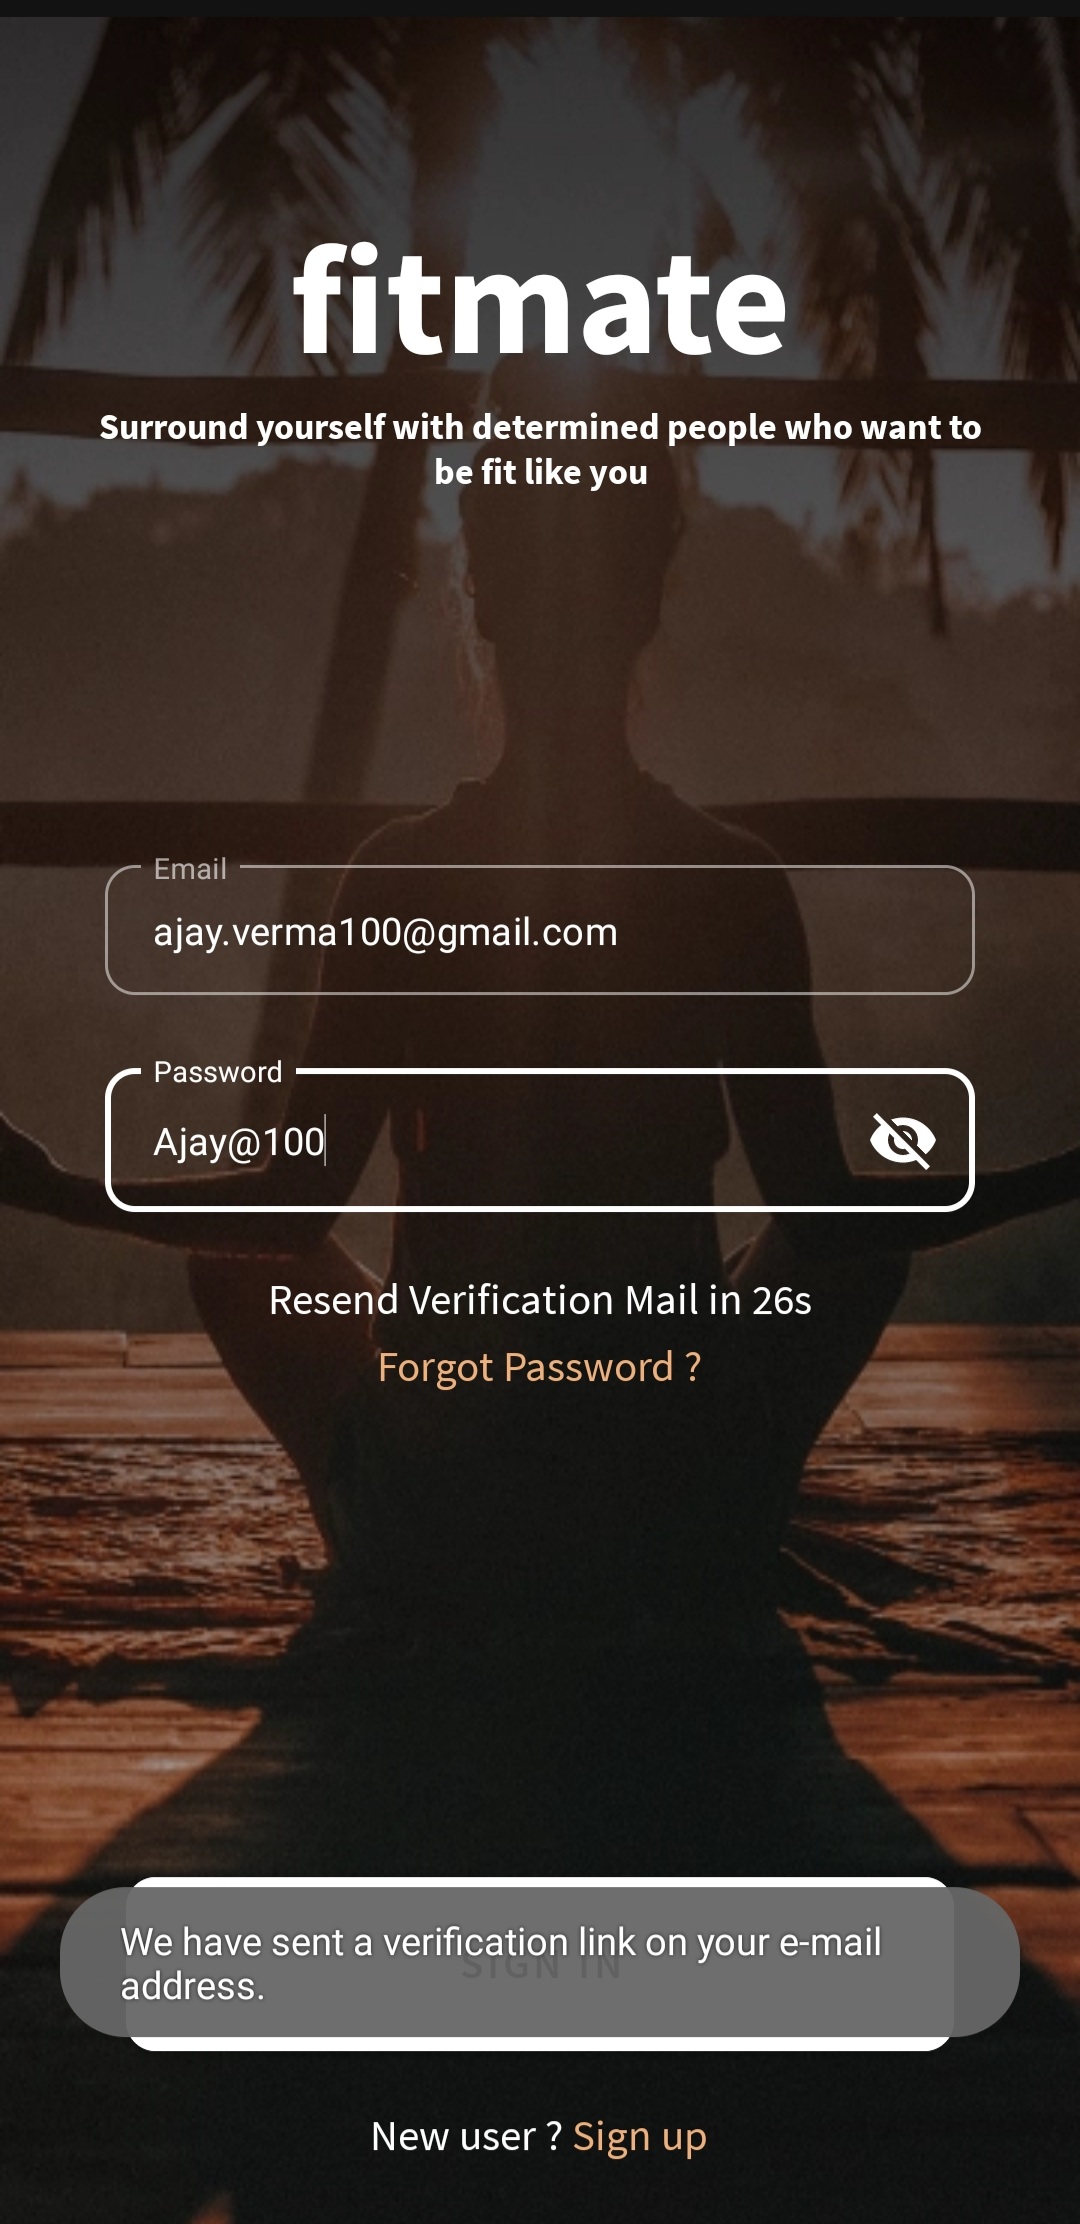 fitmate
Surround yourself with determined people who want to
be fit like you
Email
ajay.verma100@gmail.com
Password
Ajay@100
Resend Verification Mail in 26s
Forgot Password ?
We have sent a verification link on your e-mail
address.
SIGN IN
New user ? Sign up